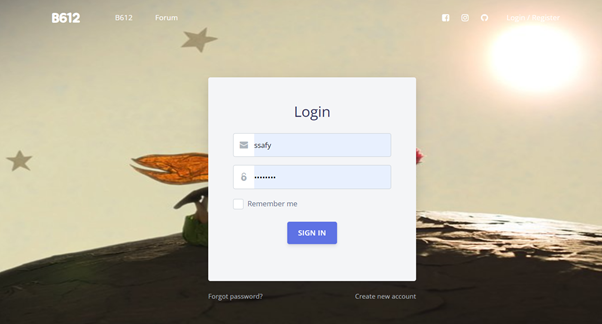 B612
B612
Forum
Login / Register
Login
ssafy
••••••••
Remember me
SIGN IN
Forgot password?
Create new account